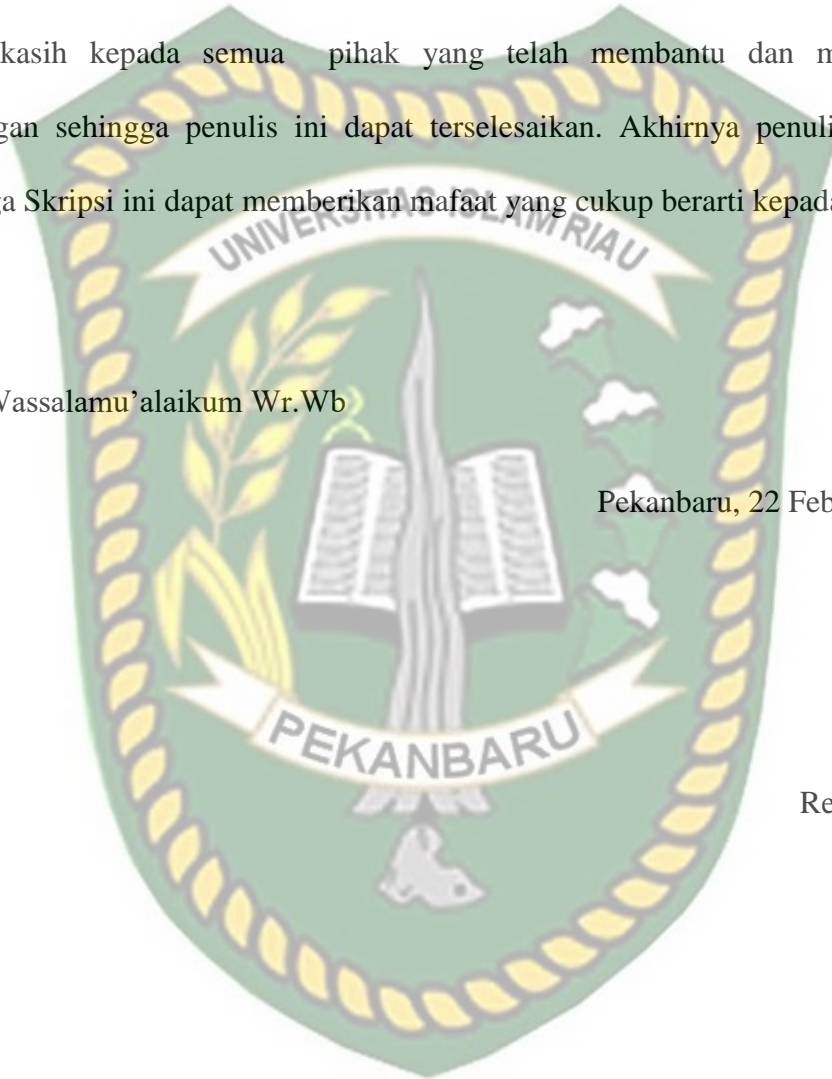 kasih kepada semua pihak yang telah membantu dan m
gan sehingga penulis ini dapat terselesaikan. Akhirnya penuli
ga Skripsi ini dapat memberikan mafaat yang cukup berarti kepada
UNIVERSITAS ISLAM RIAU
Wassalamu’alaikum Wr.Wb
Pekanbaru, 22 Feb
PEKANBARU
Re